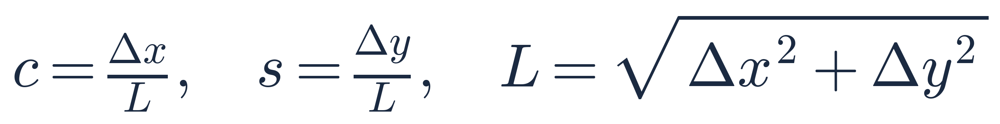 c = Δx/L, s = Δy/L, L = √(Δx² + Δy²)